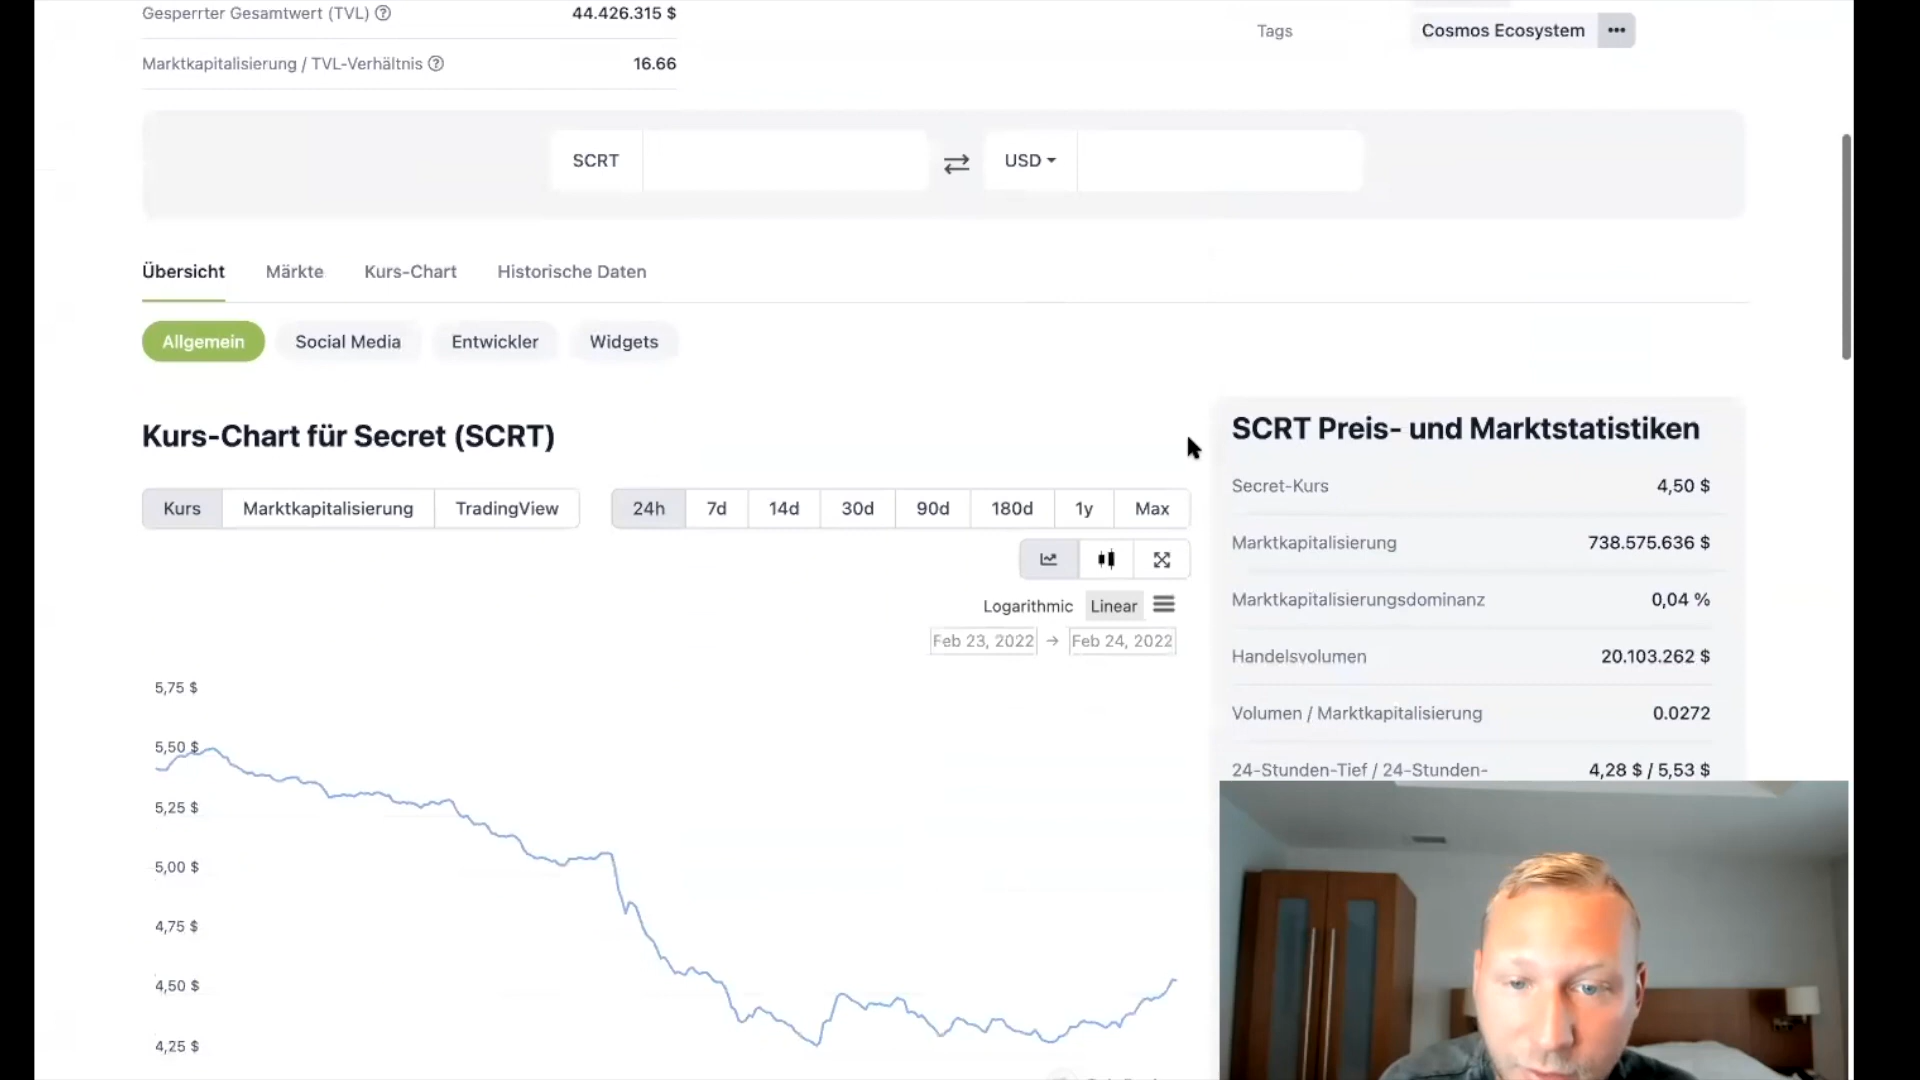 Gesperrter Gesamtwert (TVL) 44.426.315 $
Marktkapitalisierung / TVL-Verhältnis 16.66
Tags Cosmos Ecosystem
SCRT USD
Übersicht Märkte Kurs-Chart Historische Daten
Allgemein Social Media Entwickler Widgets
Kurs-Chart für Secret (SCRT)
Kurs Marktkapitalisierung TradingView 24h 7d 14d 30d 90d 180d 1y Max
Logarithmic Linear
Feb 23, 2022 → Feb 24, 2022
5,75 $
5,50 $
5,25 $
5,00 $
4,75 $
4,50 $
4,25 $
SCRT Preis- und Marktstatistiken
Secret-Kurs 4,50 $
Marktkapitalisierung 738.575.636 $
Marktkapitalisierungsdominanz 0,04 %
Handelsvolumen 20.103.262 $
Volumen / Marktkapitalisierung 0.0272
24-Stunden-Tief / 24-Stunden- 4,28 $ / 5,53 $